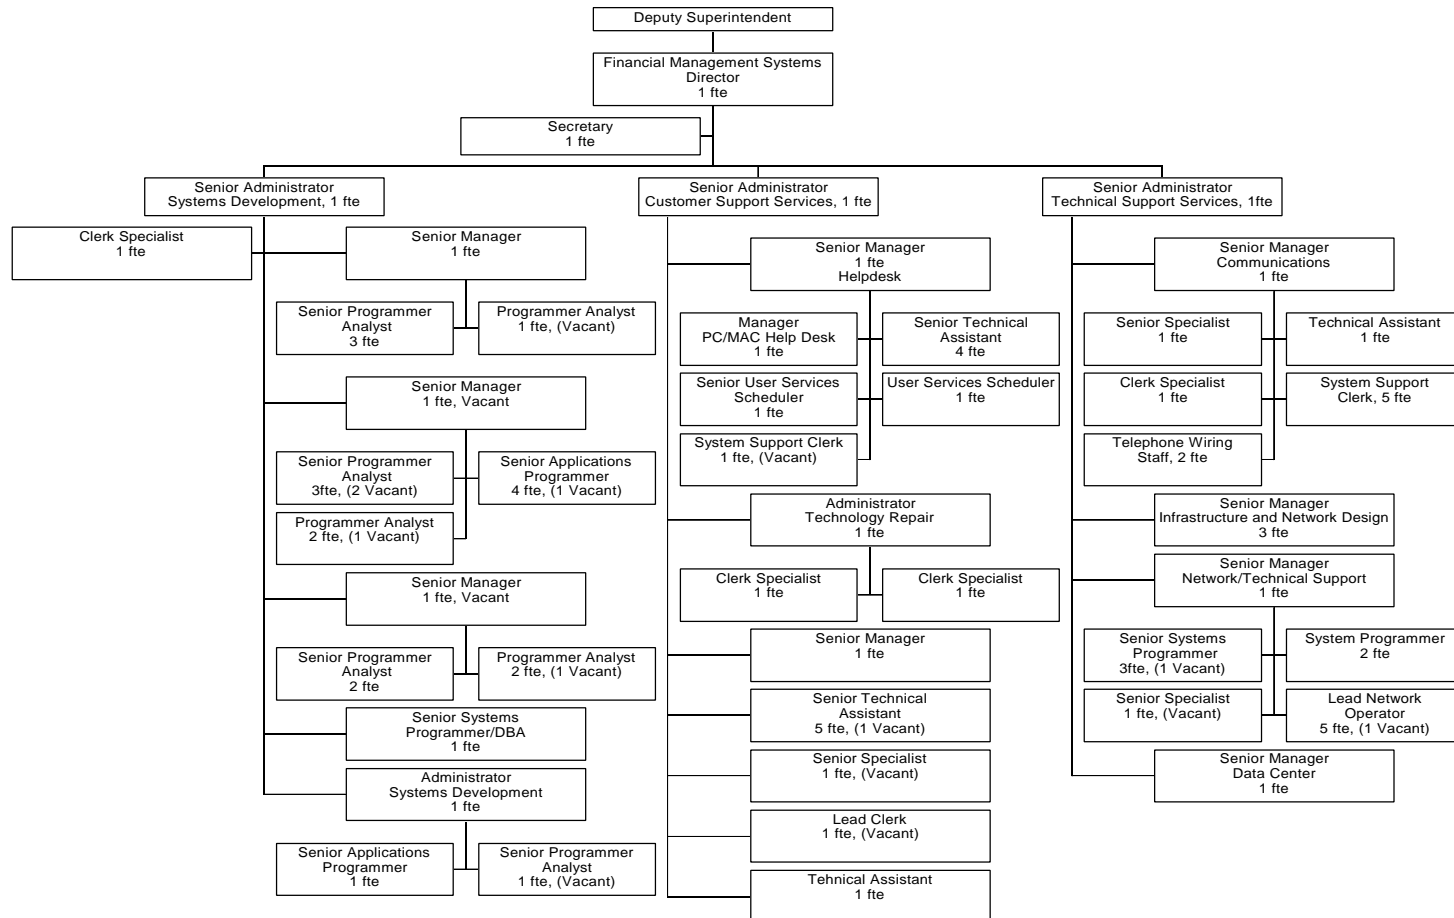 Deputy Superintendent
Financial Management Systems
Director
1 fte
Secretary
1 fte
Senior Administrator
Systems Development, 1 fte
Clerk Specialist
1 fte
Senior Manager
1 fte
Senior Programmer
Analyst
3 fte
Programmer Analyst
1 fte, (Vacant)
Senior Manager
1 fte, Vacant
Senior Programmer
Analyst
3fte, (2 Vacant)
Senior Applications
Programmer
4 fte, (1 Vacant)
Programmer Analyst
2 fte, (1 Vacant)
Senior Manager
1 fte, Vacant
Senior Programmer
Analyst
2 fte
Programmer Analyst
2 fte, (1 Vacant)
Senior Systems
Programmer/DBA
1 fte
Administrator
Systems Development
1 fte
Senior Applications
Programmer
1 fte
Senior Programmer
Analyst
1 fte, (Vacant)
Senior Administrator
Customer Support Services, 1 fte
Senior Manager
1 fte
Helpdesk
Manager
PC/MAC Help Desk
1 fte
Senior Technical
Assistant
4 fte
Senior User Services
Scheduler
1 fte
User Services Scheduler
1 fte
System Support Clerk
1 fte, (Vacant)
Administrator
Technology Repair
1 fte
Clerk Specialist
1 fte
Clerk Specialist
1 fte
Senior Manager
1 fte
Senior Technical
Assistant
5 fte, (1 Vacant)
Senior Specialist
1 fte, (Vacant)
Lead Clerk
1 fte, (Vacant)
Tehnical Assistant
1 fte
Senior Administrator
Technical Support Services, 1fte
Senior Manager
Communications
1 fte
Senior Specialist
1 fte
Technical Assistant
1 fte
Clerk Specialist
1 fte
System Support
Clerk, 5 fte
Telephone Wiring
Staff, 2 fte
Senior Manager
Infrastructure and Network Design
3 fte
Senior Manager
Network/Technical Support
1 fte
Senior Systems
Programmer
3fte, (1 Vacant)
System Programmer
2 fte
Senior Specialist
1 fte, (Vacant)
Lead Network
Operator
5 fte, (1 Vacant)
Senior Manager
Data Center
1 fte